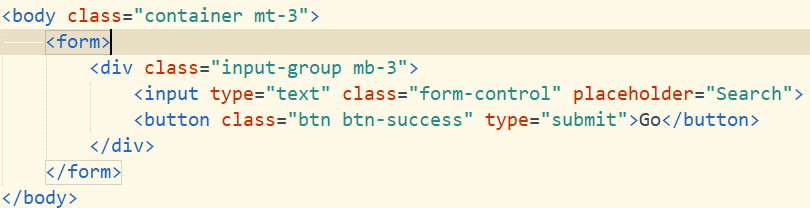 <body class="container mt-3">
<form>
<div class="input-group mb-3">
<input type="text" class="form-control" placeholder="Search">
<button class="btn btn-success" type="submit">Go</button>
</div>
</form>
</body>